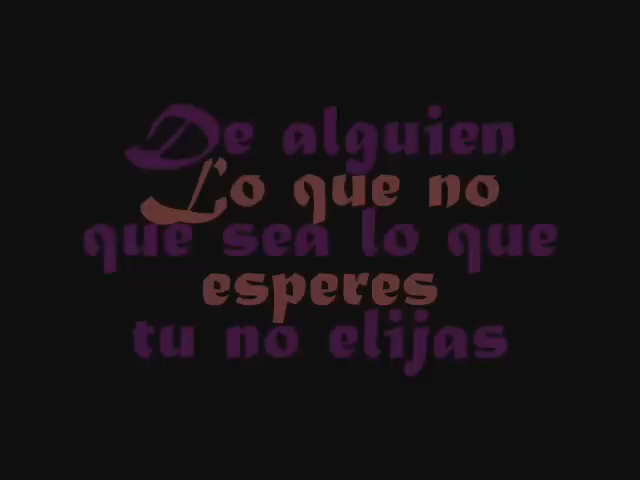 De alguien
Lo que no
que sea lo que
esperes
tu no elijas